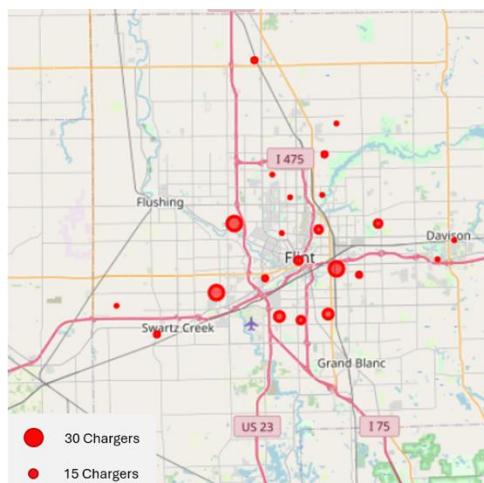 I 475
Flushing
Davison
Flint
Swartz Creek
Grand Blanc
US 23
I 75
30 Chargers
15 Chargers